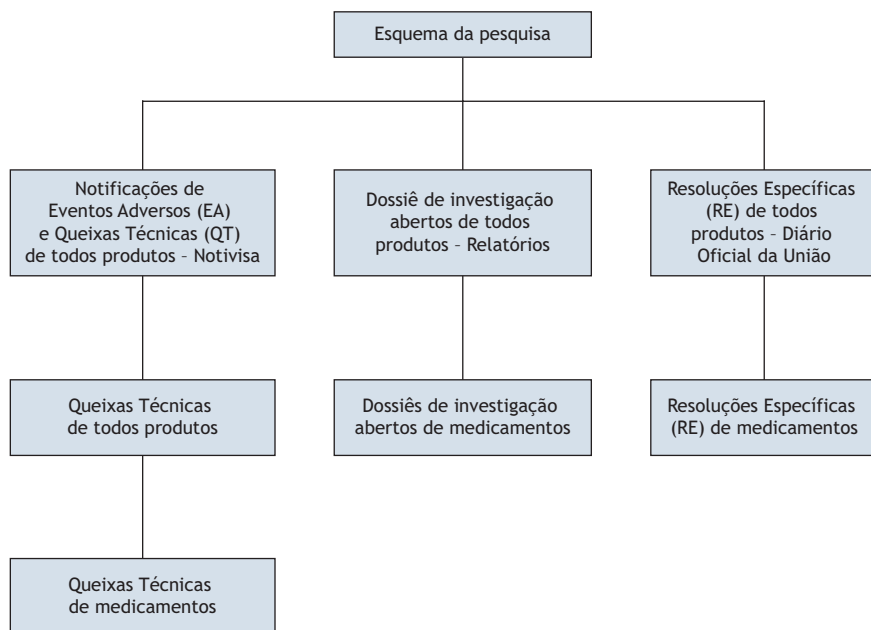 Esquema da pesquisa
Notificações de
Eventos Adversos (EA)
e Queixas Técnicas (QT)
de todos produtos – Notivisa
Dossiê de investigação
abertos de todos
produtos – Relatórios
Resoluções Específicas
(RE) de todos
produtos – Diário
Oficial da União
Queixas Técnicas
de todos produtos
Dossiês de investigação
abertos de medicamentos
Resoluções Específicas
(RE) de medicamentos
Queixas Técnicas
de medicamentos